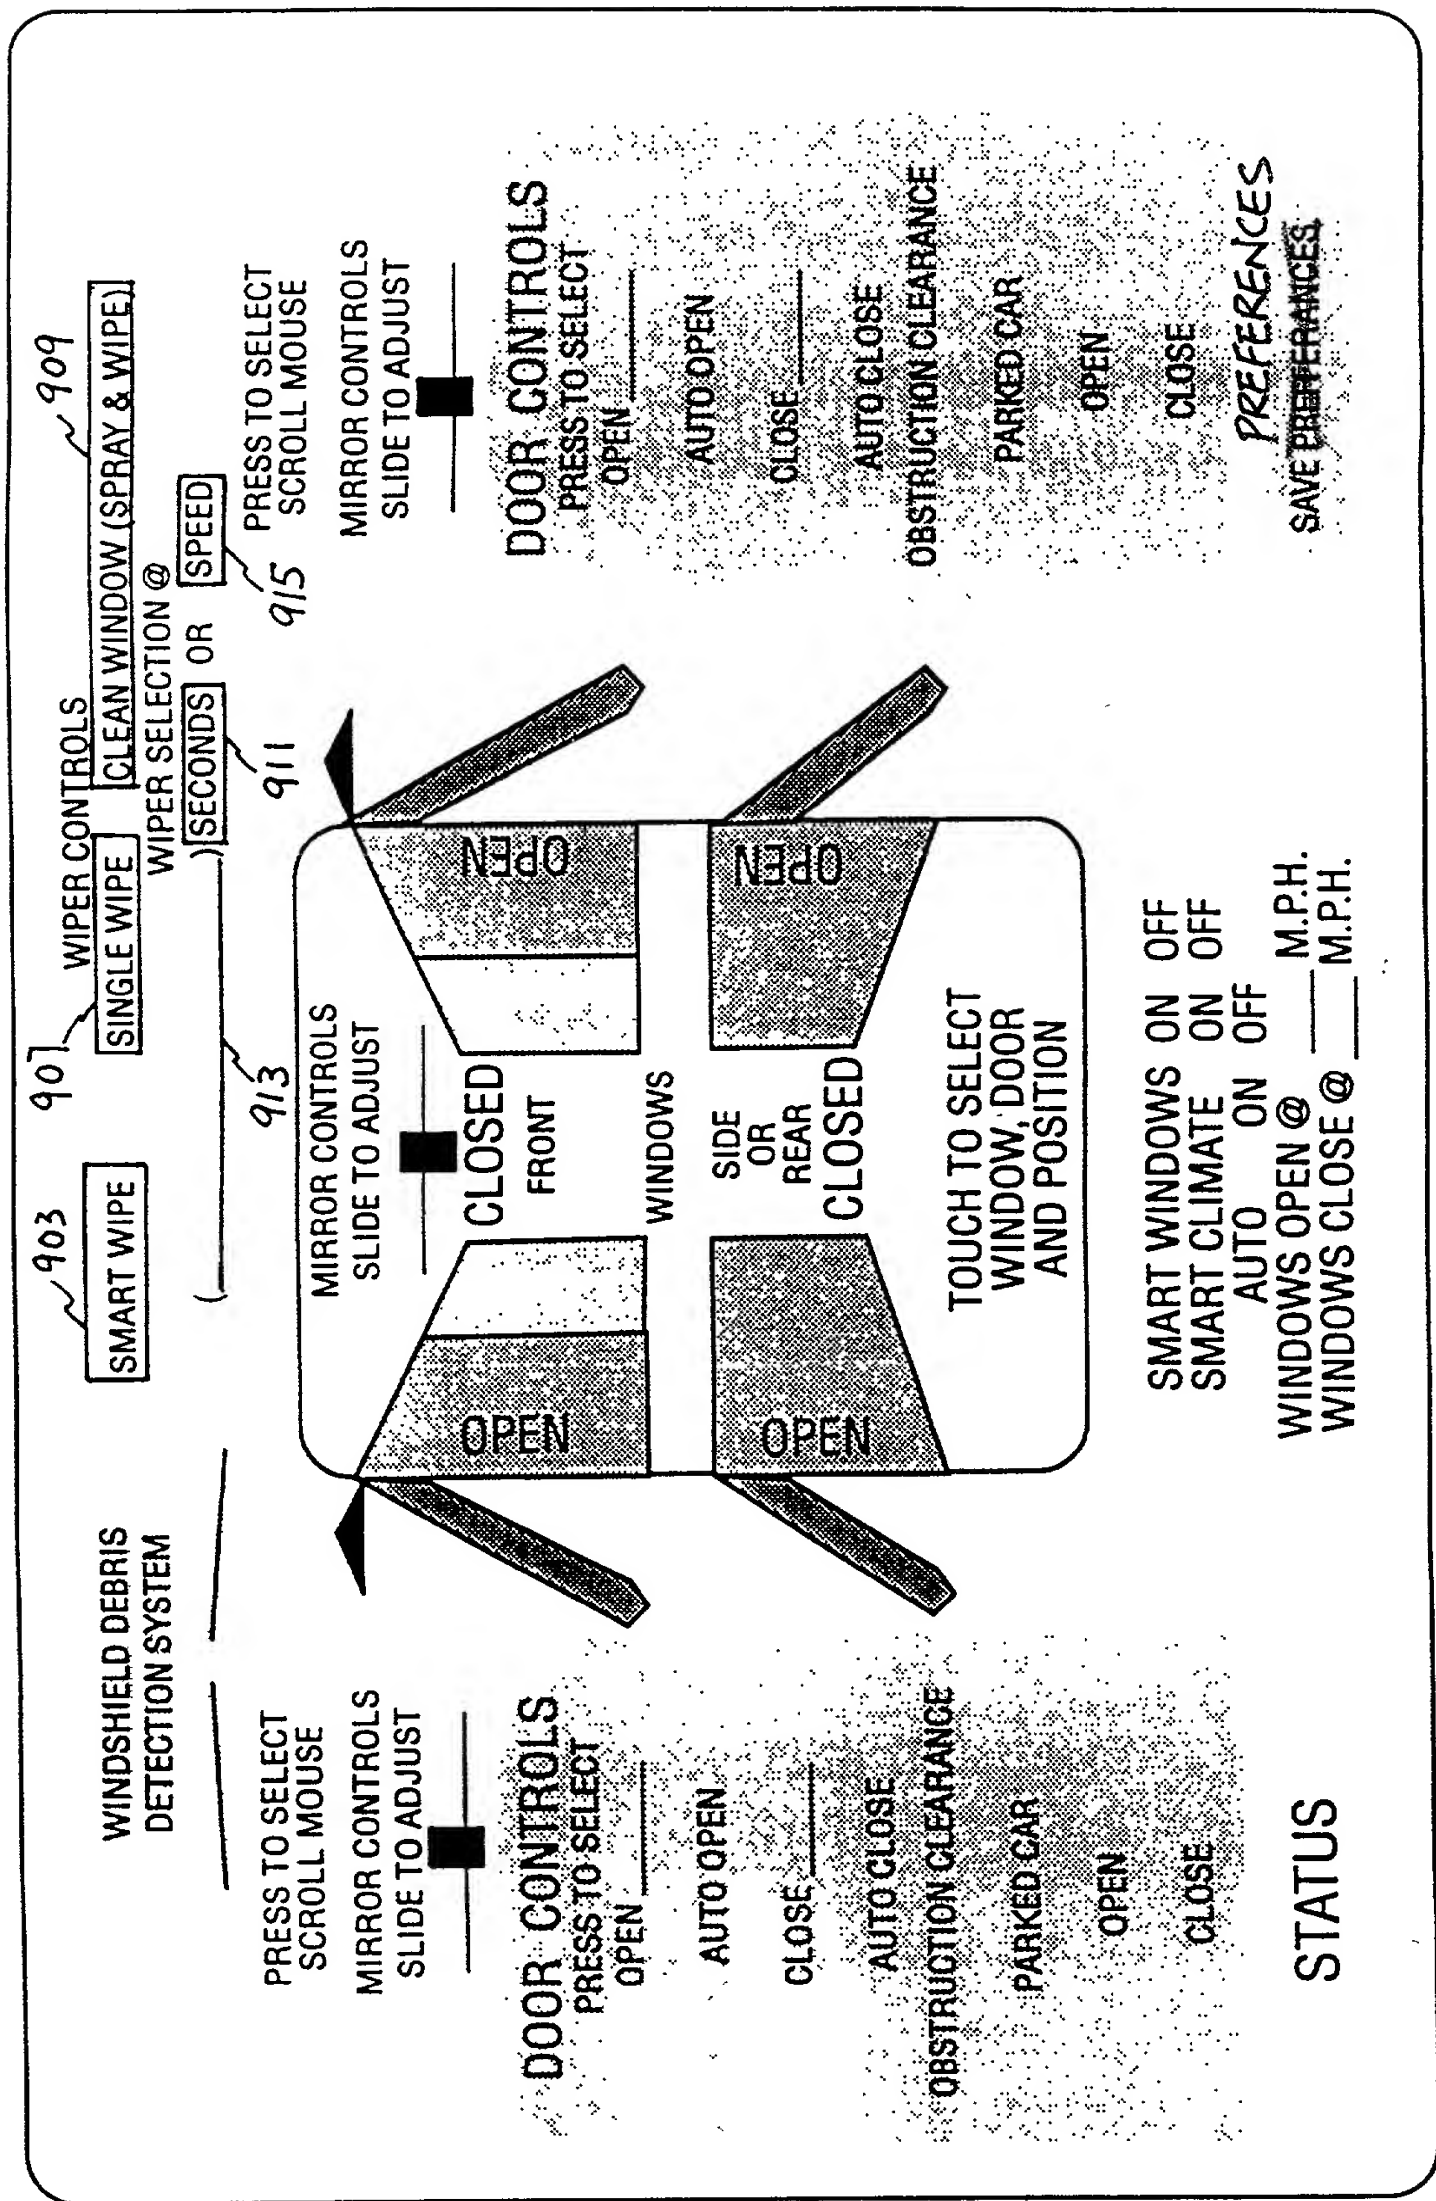 WINDSHIELD DEBRIS
DETECTION SYSTEM
903
SMART WIPE
907
WIPER CONTROLS
SINGLE WIPE
909
CLEAN WINDOW (SPRAY & WIPE)
WIPER SELECTION @
SECONDS OR SPEED
913
911
915
PRESS TO SELECT
SCROLL MOUSE
MIRROR CONTROLS
SLIDE TO ADJUST
DOOR CONTROLS
PRESS TO SELECT
OPEN
AUTO OPEN
CLOSE
AUTO CLOSE
OBSTRUCTION CLEARANCE
PARKED CAR
OPEN
CLOSE
STATUS
MIRROR CONTROLS
SLIDE TO ADJUST
CLOSED
FRONT
OPEN
OPEN
WINDOWS
SIDE
OR
REAR
CLOSED
OPEN
OPEN
TOUCH TO SELECT
WINDOW, DOOR
AND POSITION
SMART WINDOWS ON OFF
SMART CLIMATE ON OFF
AUTO ON OFF
WINDOWS OPEN @ ____ M.P.H.
WINDOWS CLOSE @ ____ M.P.H.
PRESS TO SELECT
SCROLL MOUSE
MIRROR CONTROLS
SLIDE TO ADJUST
DOOR CONTROLS
PRESS TO SELECT
OPEN
AUTO OPEN
CLOSE
AUTO CLOSE
OBSTRUCTION CLEARANCE
PARKED CAR
OPEN
CLOSE
PREFERENCES
SAVE PREFERANCES